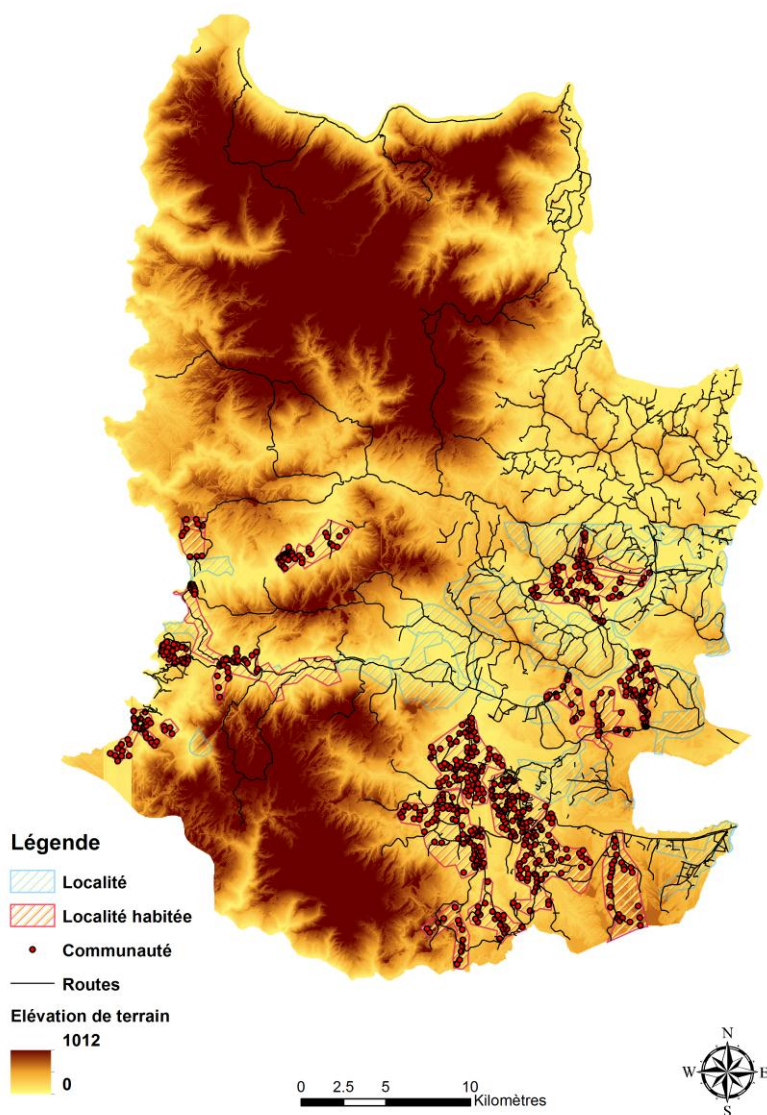 Légende
Localité
Localité habitée
Communauté
Routes
Elévation de terrain
1012
0
0 2.5 5 10
Kilomètres
N
W E
S